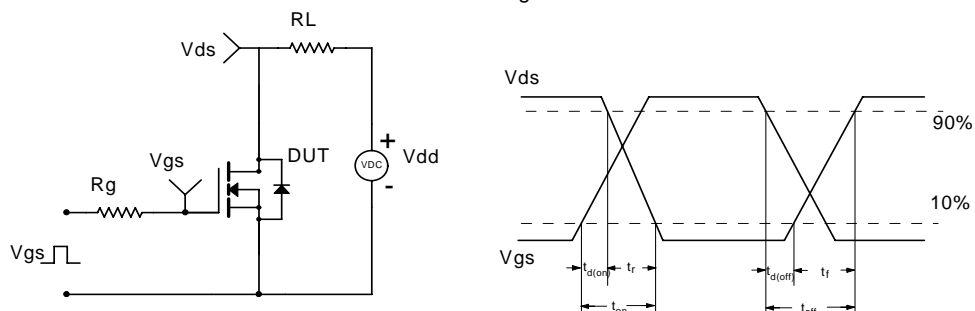 RL
Vds
Vds
90%
Vgs
DUT
VDC
+
Vdd
-
Rg
10%
Vgs
Vgs
td(on)
tr
td(off)
tf
ton
toff